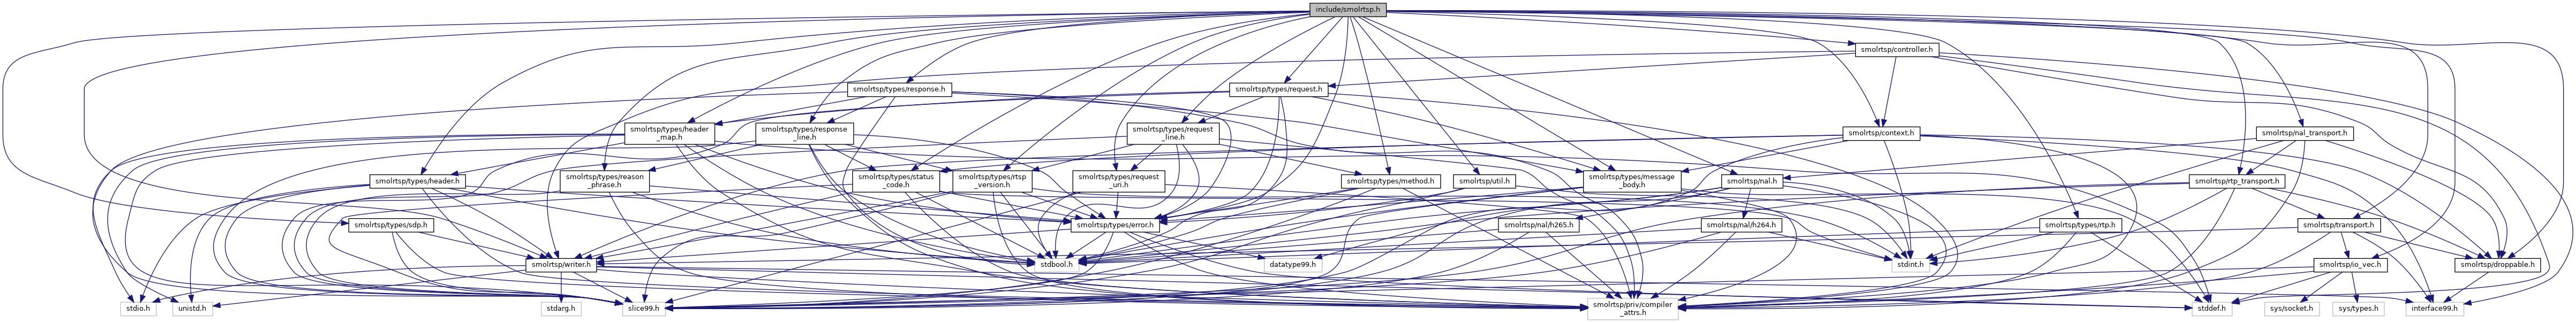 include/smolrtsp.h
smolrtsp/controller.h
smolrtsp/types/response.h
smolrtsp/types/request.h
smolrtsp/types/header
_map.h
smolrtsp/types/response
_line.h
smolrtsp/types/request
_line.h
smolrtsp/context.h
smolrtsp/nal_transport.h
smolrtsp/types/header.h
smolrtsp/types/reason
_phrase.h
smolrtsp/types/status
_code.h
smolrtsp/types/rtsp
_version.h
smolrtsp/types/request
_uri.h
smolrtsp/types/method.h
smolrtsp/util.h
smolrtsp/types/message
_body.h
smolrtsp/nal.h
smolrtsp/rtp_transport.h
smolrtsp/types/sdp.h
smolrtsp/types/error.h
smolrtsp/nal/h265.h
smolrtsp/nal/h264.h
smolrtsp/types/rtp.h
smolrtsp/transport.h
smolrtsp/writer.h
stdbool.h
datatype99.h
stdint.h
smolrtsp/io_vec.h
smolrtsp/droppable.h
stdio.h
unistd.h
stdarg.h
slice99.h
smolrtsp/priv/compiler
_attrs.h
stddef.h
sys/socket.h
sys/types.h
interface99.h